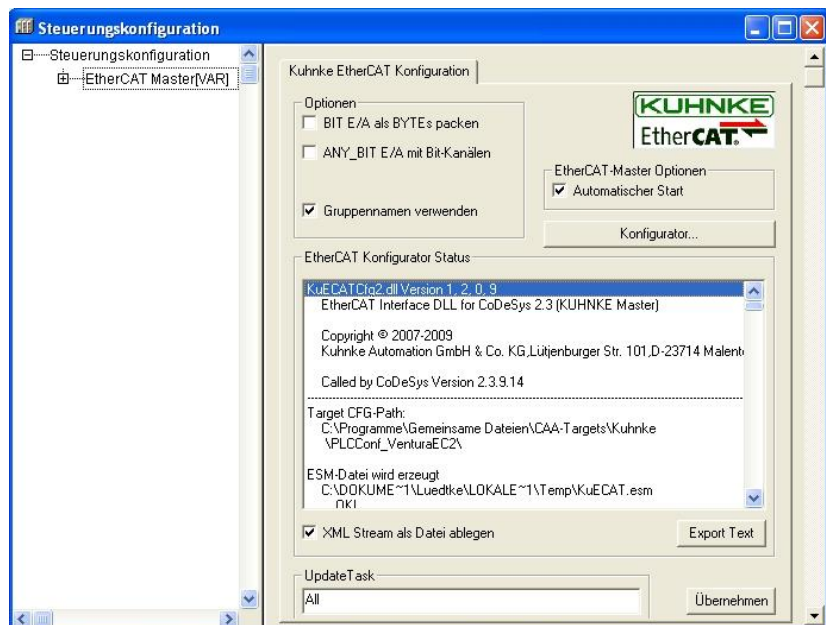 Steuerungskonfiguration
Steuerungskonfiguration
EtherCAT Master[VAR]
Kuhnke EtherCAT Konfiguration
Optionen
BIT E/A als BYTEs packen
ANY_BIT E/A mit Bit-Kanälen
Gruppennamen verwenden
KUHNKE
EtherCAT®
EtherCAT-Master Optionen
Automatischer Start
Konfigurator...
EtherCAT Konfigurator Status
KuECATCfg2.dll Version 1, 2, 0, 9
EtherCAT Interface DLL for CoDeSys 2.3 (KUHNKE Master)
Copyright © 2007-2009
Kuhnke Automation GmbH & Co. KG,Lütjenburger Str. 101,D-23714 Malent
Called by CoDeSys Version 2.3.9.14
Target CFG-Path:
C:\Programme\Gemeinsame Dateien\CAA-Targets\Kuhnke
\PLCConf_VenturaEC2\
ESM-Datei wird erzeugt
C:\DOKUME~1\Luedtke\LOKALE~1\Temp\KuECAT.esm
OK!
XML Stream als Datei ablegen
Export Text
UpdateTask
All
Übernehmen